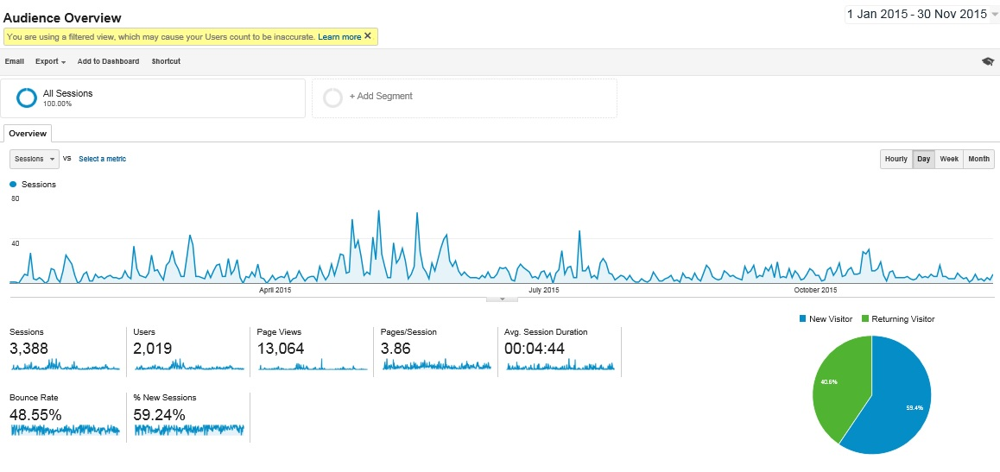 Audience Overview
1 Jan 2015 - 30 Nov 2015
You are using a filtered view, which may cause your Users count to be inaccurate. Learn more ✕
Email Export Add to Dashboard Shortcut
All Sessions
100.00%
+ Add Segment
Overview
Sessions VS Select a metric
Hourly Day Week Month
Sessions
80
40
April 2015 July 2015 October 2015
New Visitor Returning Visitor
Sessions
3,388
Users
2,019
Page Views
13,064
Pages/Session
3.86
Avg. Session Duration
00:04:44
Bounce Rate
48.55%
% New Sessions
59.24%
40.6%
59.4%